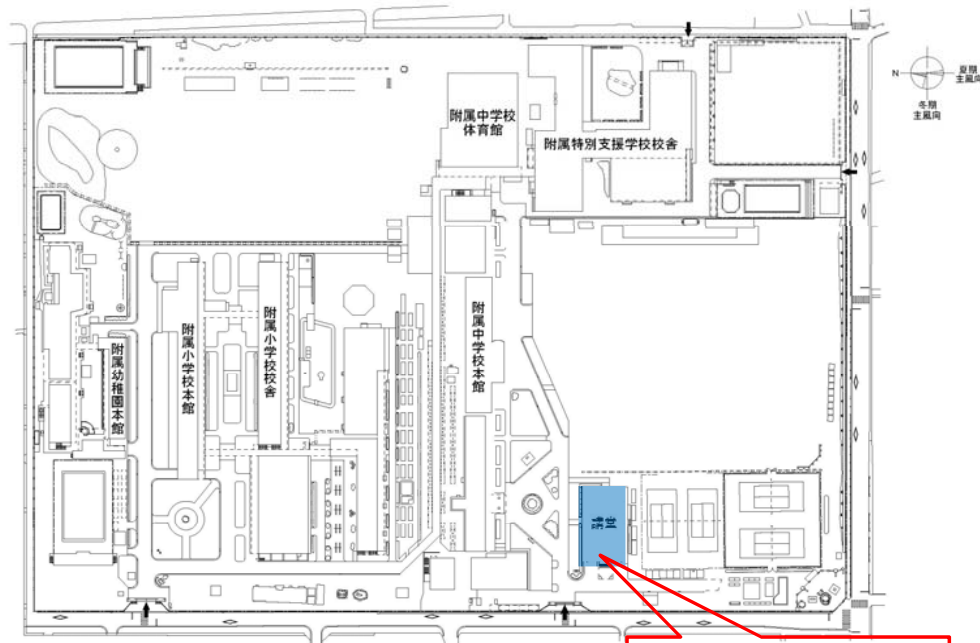 附属中学校
体育館
附属特別支援学校校舎
N
夏期
主風向
冬期
主風向
附属幼稚園本館
附属小学校本館
附属小学校校舎
附属中学校本館